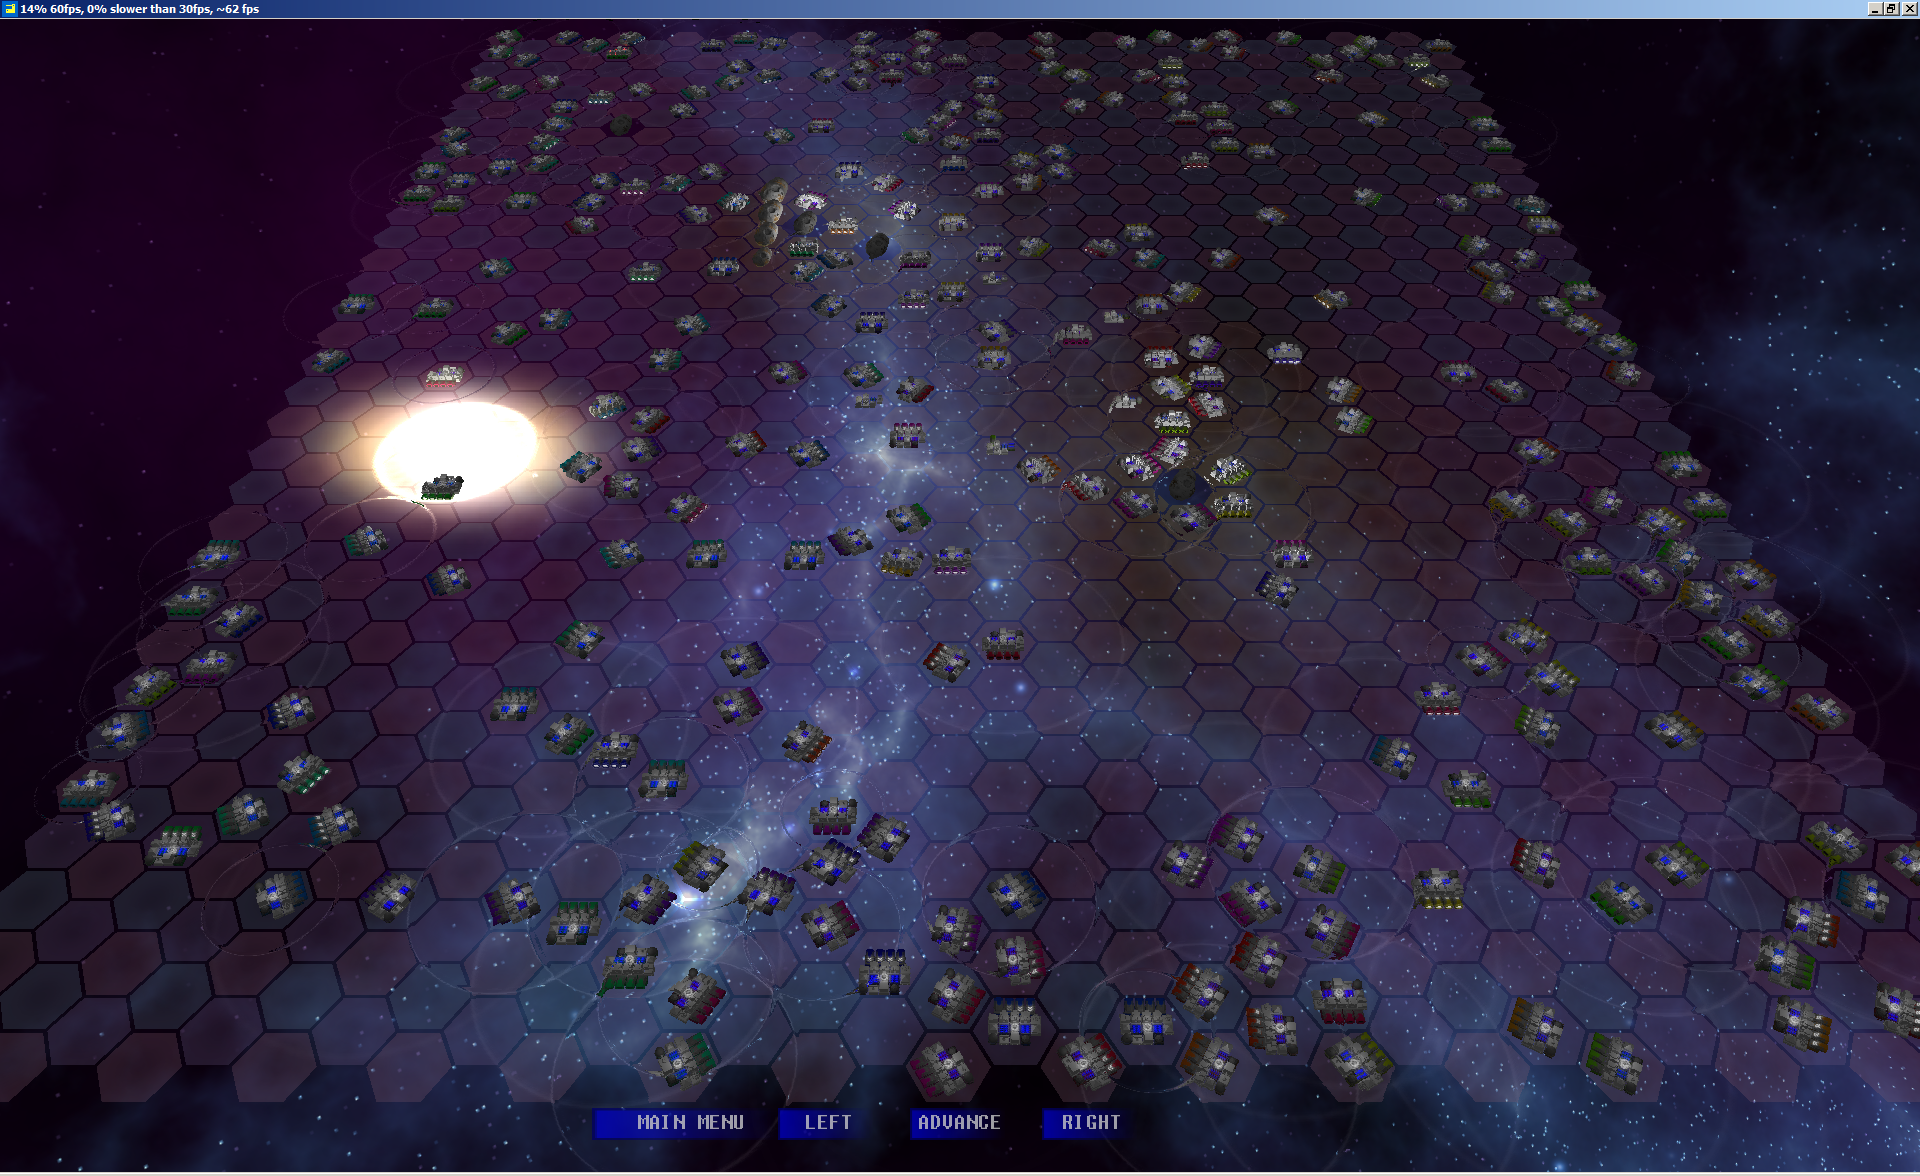 14% 60fps, 0% slower than 30fps, ~62 fps
MAIN MENU LEFT ADVANCE RIGHT